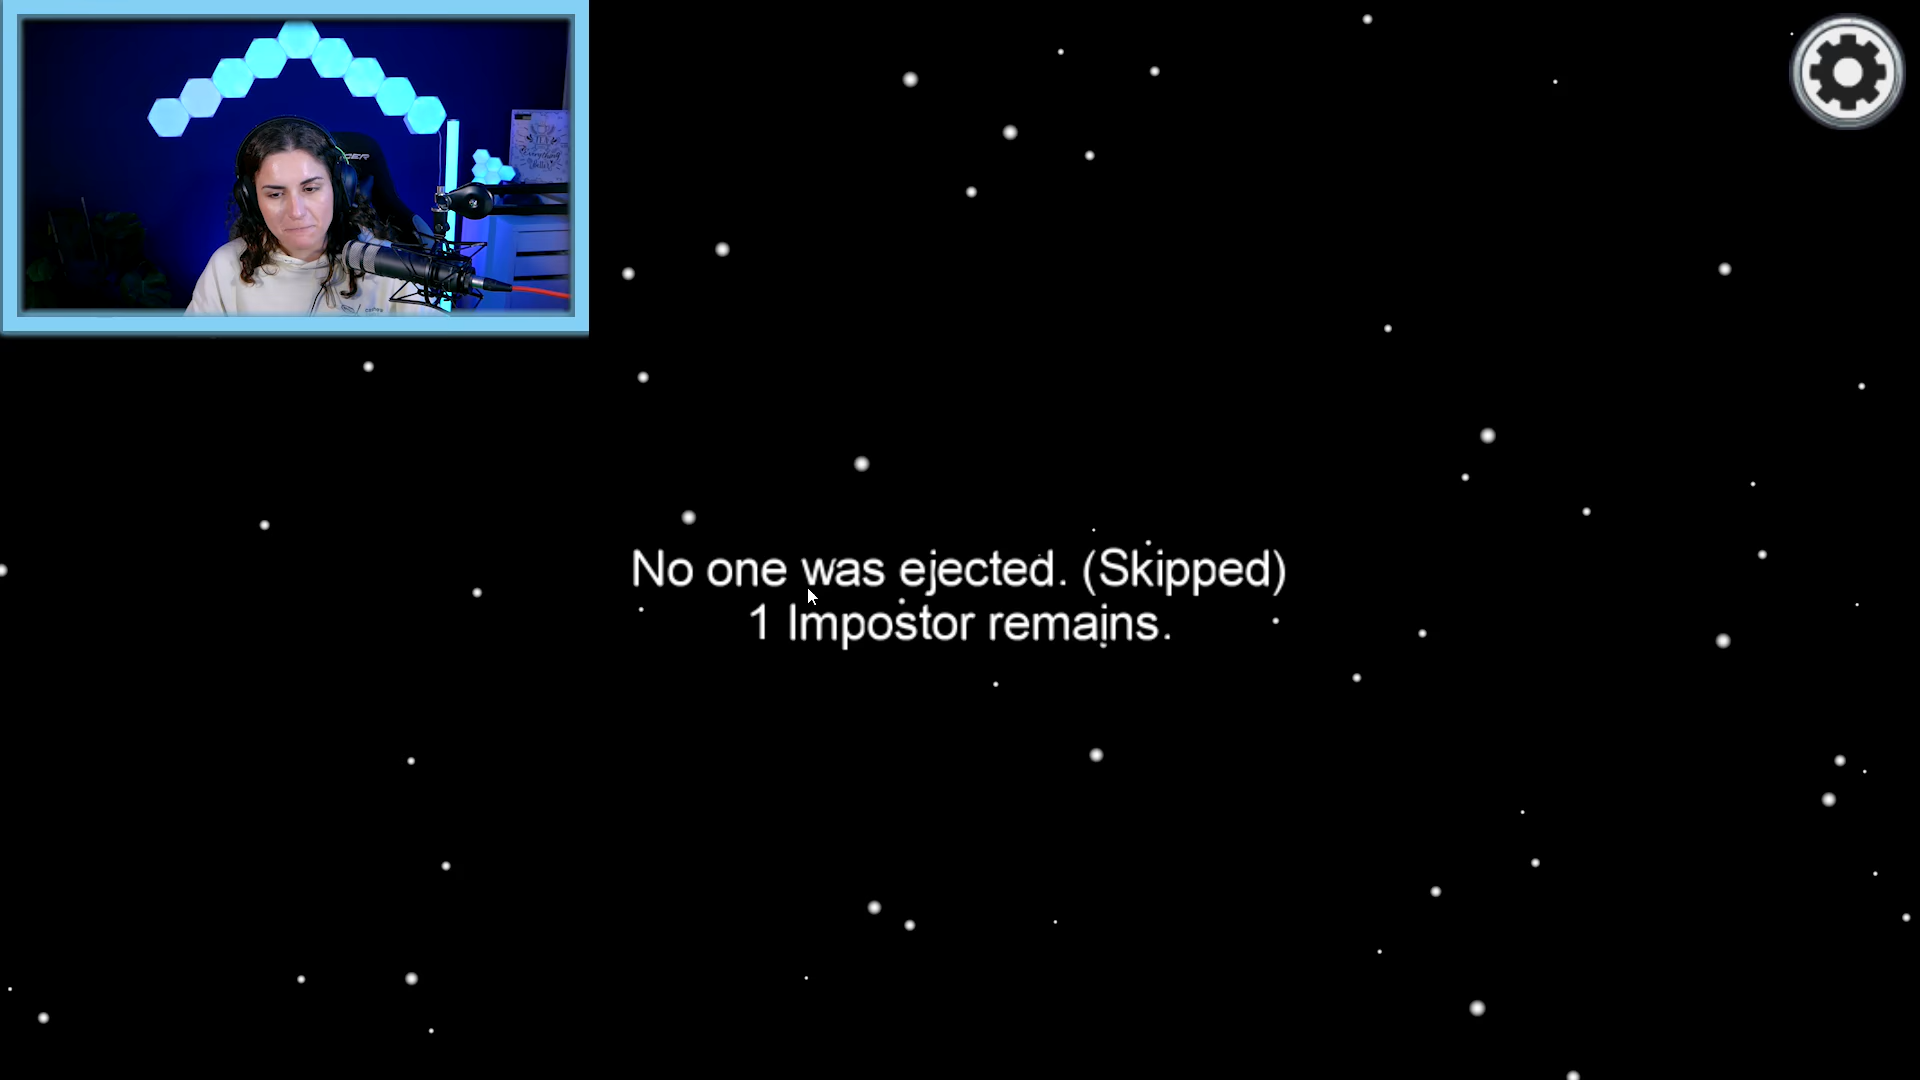 No one was ejected. (Skipped)
1 Impostor remains.